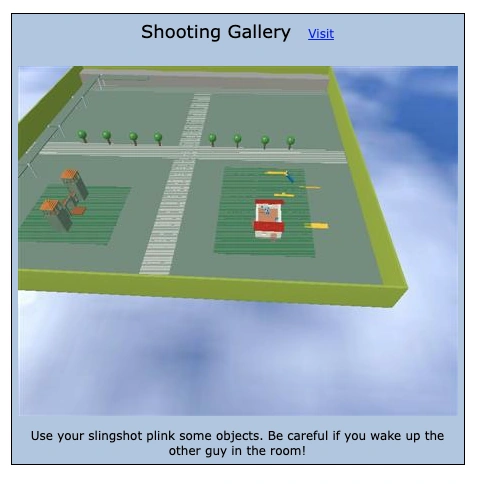 Shooting Gallery Visit
Use your slingshot plink some objects. Be careful if you wake up the
other guy in the room!